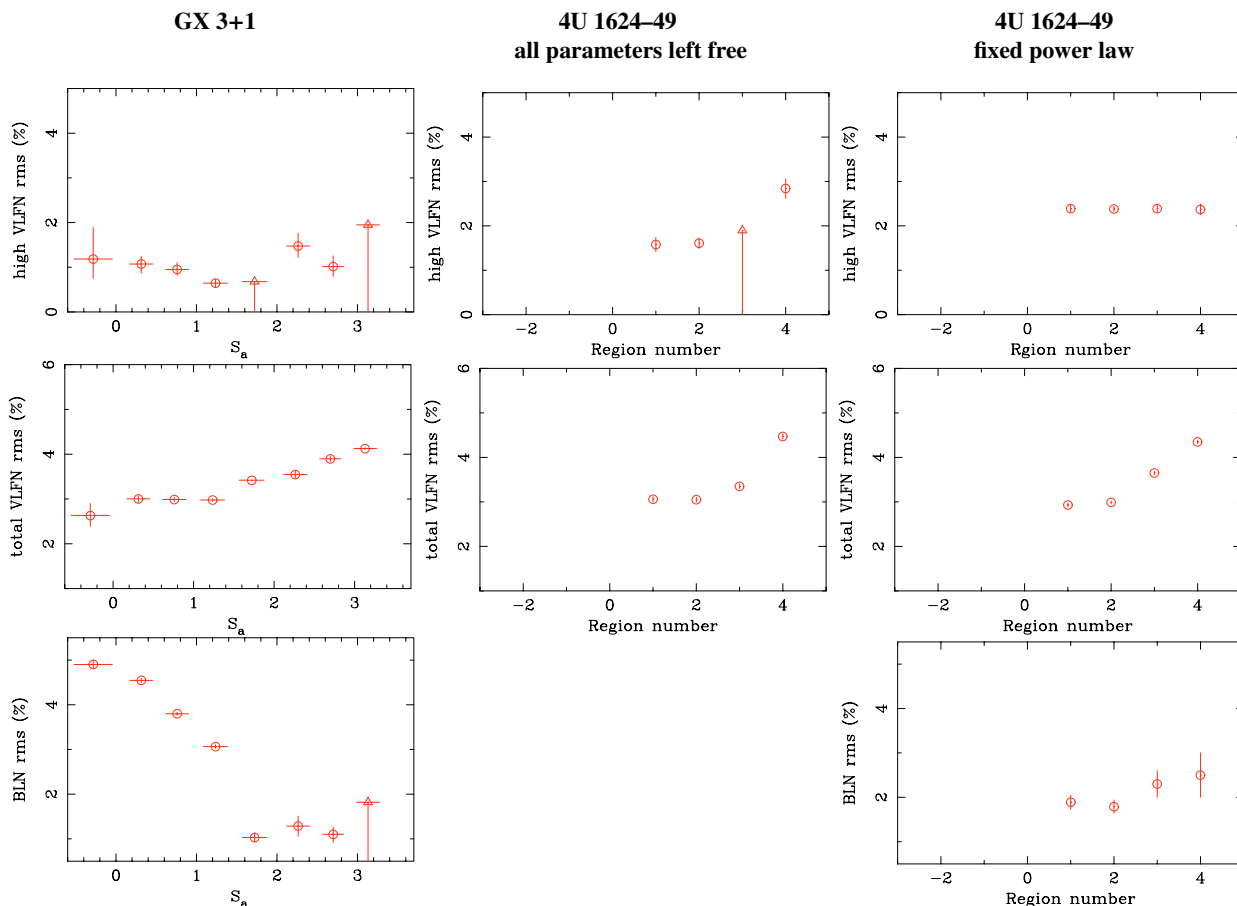 GX 3+1
4U 1624–49
all parameters left free
4U 1624–49
fixed power law
high VLFN rms (%)
0 2 4
0 1 2 3
S_a
high VLFN rms (%)
0 2 4
−2 0 2 4
Region number
high VLFN rms (%)
0 2 4
−2 0 2 4
Rgion number
total VLFN rms (%)
2 4 6
0 1 2 3
S_a
total VLFN rms (%)
2 4 6
−2 0 2 4
Region number
total VLFN rms (%)
2 4 6
−2 0 2 4
Region number
BLN rms (%)
2 4
0 1 2 3
S_a
BLN rms (%)
2 4
−2 0 2 4
Region number